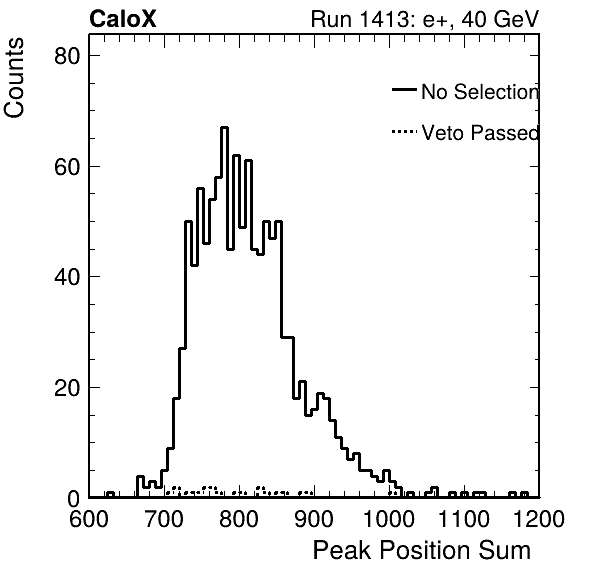 CaloX Run 1413: e+, 40 GeV
Counts
80
No Selection
Veto Passed
60
40
20
0
600 700 800 900 1000 1100 1200
Peak Position Sum